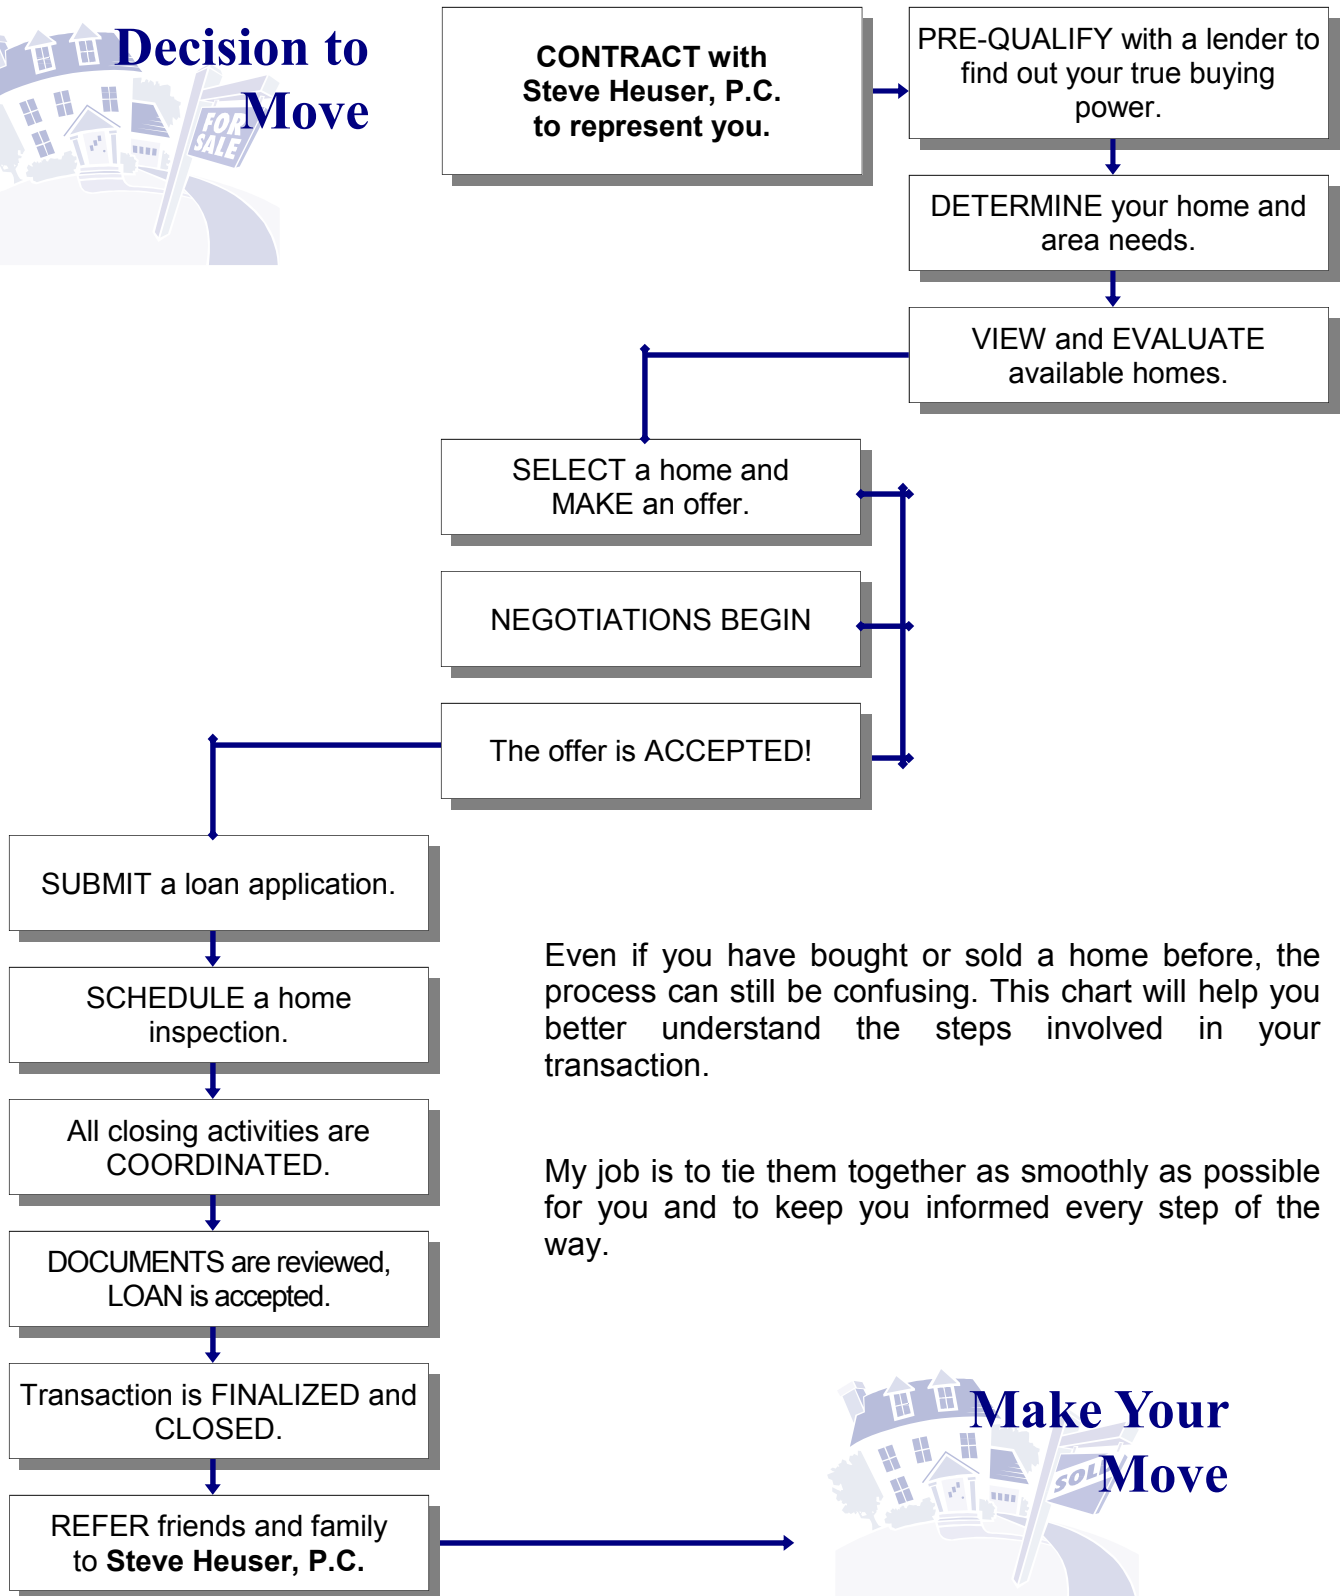 Decision to
Move
CONTRACT with
Steve Heuser, P.C.
to represent you.
PRE-QUALIFY with a lender to
find out your true buying
power.
FOR
SALE
DETERMINE your home and
area needs.
VIEW and EVALUATE
available homes.
SELECT a home and
MAKE an offer.
NEGOTIATIONS BEGIN
The offer is ACCEPTED!
SUBMIT a loan application.
SCHEDULE a home
inspection.
All closing activities are
COORDINATED.
DOCUMENTS are reviewed,
LOAN is accepted.
Transaction is FINALIZED and
CLOSED.
REFER friends and family
to Steve Heuser, P.C.
Even if you have bought or sold a home before, the
process can still be confusing. This chart will help you
better understand the steps involved in your
transaction.
My job is to tie them together as smoothly as possible
for you and to keep you informed every step of the
way.
Make Your
Move
SOLD